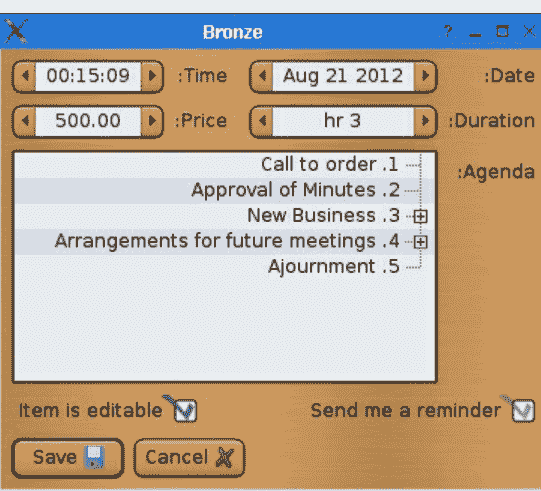 Bronze
00:15:09 :Time Aug 21 2012 :Date
500.00 :Price hr 3 :Duration
:Agenda
Call to order .1
Approval of Minutes .2
New Business .3
Arrangements for future meetings .4
Ajournment .5
Item is editable Send me a reminder
Save Cancel